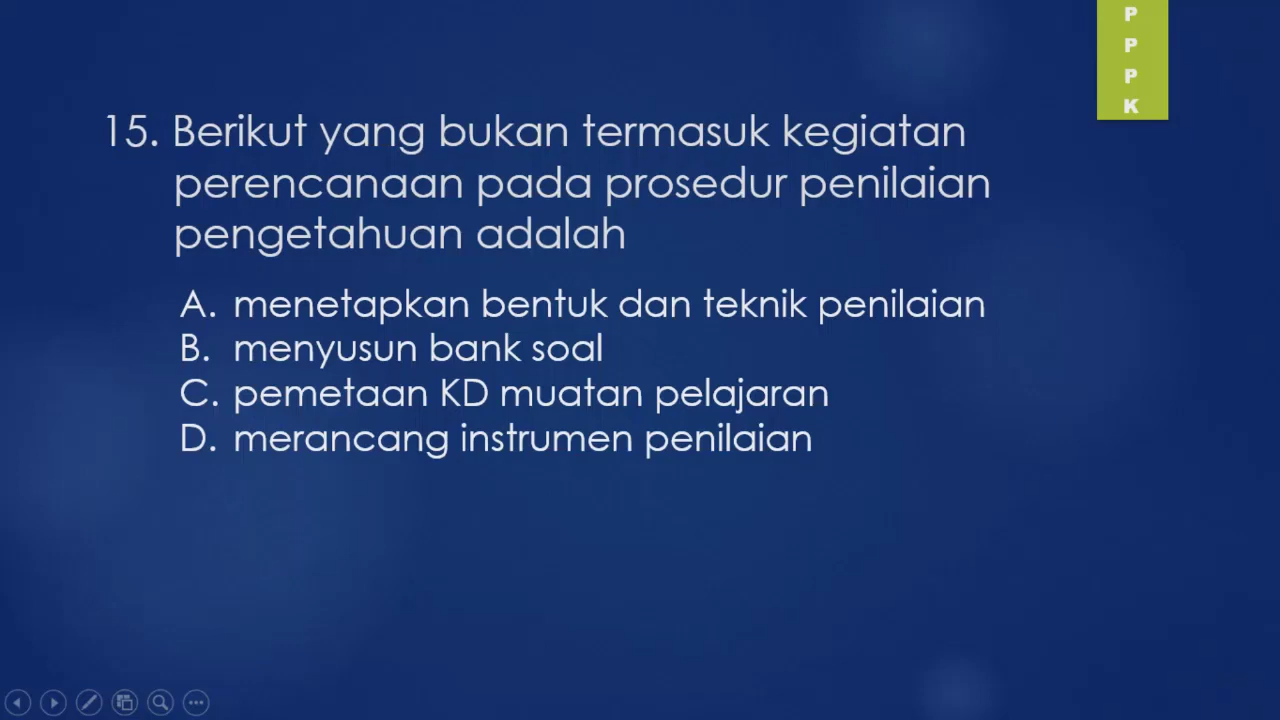 P
P
P
K
15. Berikut yang bukan termasuk kegiatan
perencanaan pada prosedur penilaian
pengetahuan adalah
A. menetapkan bentuk dan teknik penilaian
B. menyusun bank soal
C. pemetaan KD muatan pelajaran
D. merancang instrumen penilaian